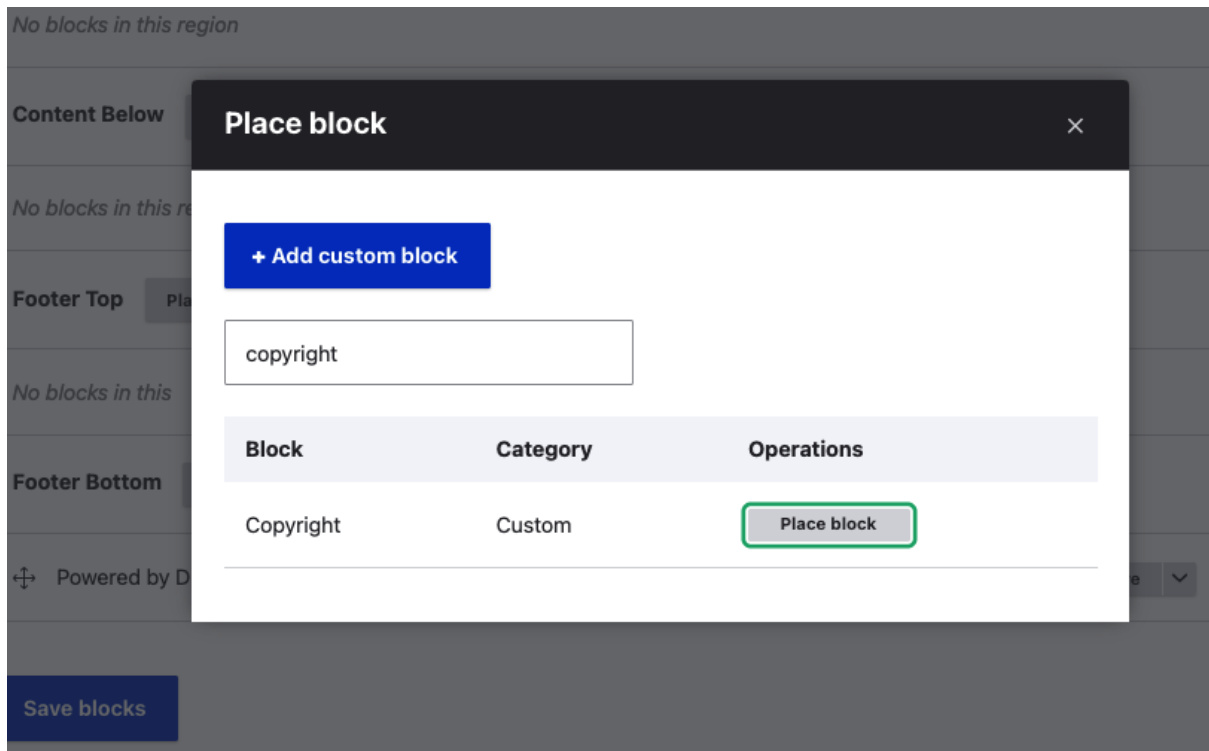 No blocks in this region
Content Below
Place block
No blocks in this re
+ Add custom block
Footer Top Pla
copyright
No blocks in this
Block Category Operations
Footer Bottom
Copyright Custom Place block
Powered by D
Save blocks